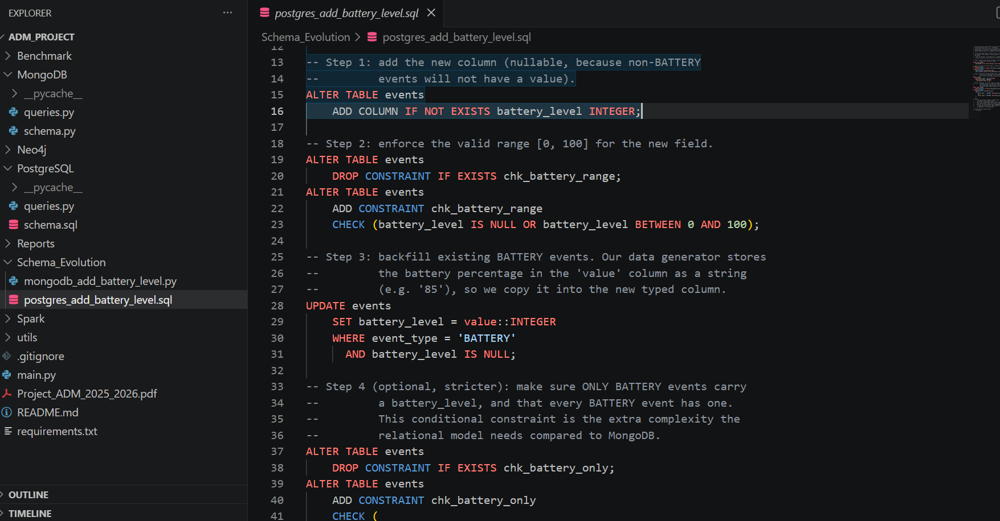 EXPLORER
ADM_PROJECT
Benchmark
MongoDB
__pycache__
queries.py
schema.py
Neo4j
PostgreSQL
__pycache__
queries.py
schema.sql
Reports
Schema_Evolution
mongodb_add_battery_level.py
postgres_add_battery_level.sql
Spark
utils
.gitignore
main.py
Project_ADM_2025_2026.pdf
README.md
requirements.txt
OUTLINE
TIMELINE
postgres_add_battery_level.sql
Schema_Evolution > postgres_add_battery_level.sql
12
13 -- Step 1: add the new column (nullable, because non-BATTERY
14 --         events will not have a value).
15 ALTER TABLE events
16     ADD COLUMN IF NOT EXISTS battery_level INTEGER;
17
18 -- Step 2: enforce the valid range [0, 100] for the new field.
19 ALTER TABLE events
20     DROP CONSTRAINT IF EXISTS chk_battery_range;
21 ALTER TABLE events
22     ADD CONSTRAINT chk_battery_range
23     CHECK (battery_level IS NULL OR battery_level BETWEEN 0 AND 100);
24
25 -- Step 3: backfill existing BATTERY events. Our data generator stores
26 --         the battery percentage in the 'value' column as a string
27 --         (e.g. '85'), so we copy it into the new typed column.
28 UPDATE events
29     SET battery_level = value::INTEGER
30     WHERE event_type = 'BATTERY'
31       AND battery_level IS NULL;
32
33 -- Step 4 (optional, stricter): make sure ONLY BATTERY events carry
34 --         a battery_level, and that every BATTERY event has one.
35 --         This conditional constraint is the extra complexity the
36 --         relational model needs compared to MongoDB.
37 ALTER TABLE events
38     DROP CONSTRAINT IF EXISTS chk_battery_only;
39 ALTER TABLE events
40     ADD CONSTRAINT chk_battery_only
41     CHECK (